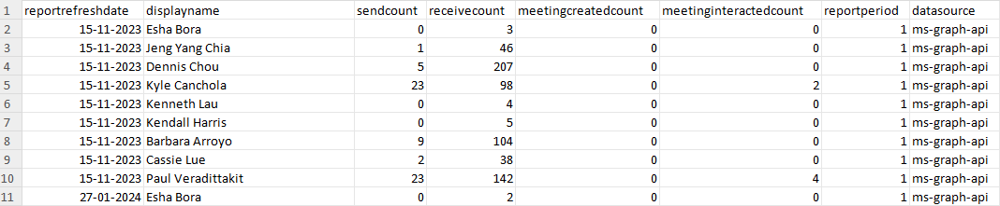 1 reportrefreshdate displayname sendcount receivecount meetingcreatedcount meetinginteractedcount reportperiod datasource
2 15-11-2023 Esha Bora 0 3 0 0 1 ms-graph-api
3 15-11-2023 Jeng Yang Chia 1 46 0 0 1 ms-graph-api
4 15-11-2023 Dennis Chou 5 207 0 0 1 ms-graph-api
5 15-11-2023 Kyle Canchola 23 98 0 2 1 ms-graph-api
6 15-11-2023 Kenneth Lau 0 4 0 0 1 ms-graph-api
7 15-11-2023 Kendall Harris 0 5 0 0 1 ms-graph-api
8 15-11-2023 Barbara Arroyo 9 104 0 0 1 ms-graph-api
9 15-11-2023 Cassie Lue 2 38 0 0 1 ms-graph-api
10 15-11-2023 Paul Veradittakit 23 142 0 4 1 ms-graph-api
11 27-01-2024 Esha Bora 0 2 0 0 1 ms-graph-api